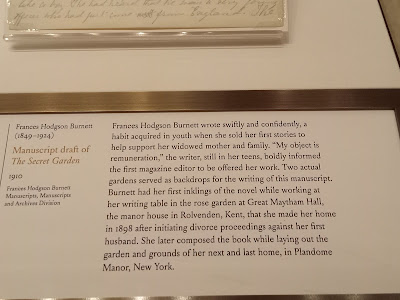 She had
from England. The
Frances Hodgson Burnett
(1849–1924)
Manuscript draft of
The Secret Garden
1910
Frances Hodgson Burnett
Manuscripts, Manuscripts
and Archives Division
Frances Hodgson Burnett wrote swiftly and confidently, a
habit acquired in youth when she sold her first stories to
help support her widowed mother and family. “My object is
remuneration,” the writer, still in her teens, boldly informed
the first magazine editor to be offered her work. Two actual
gardens served as backdrops for the writing of this manuscript.
Burnett had her first inklings of the novel while working at
her writing table in the rose garden at Great Maytham Hall,
the manor house in Rolvenden, Kent, that she made her home
in 1898 after initiating divorce proceedings against her first
husband. She later composed the book while laying out the
garden and grounds of her next and last home, in Plandome
Manor, New York.